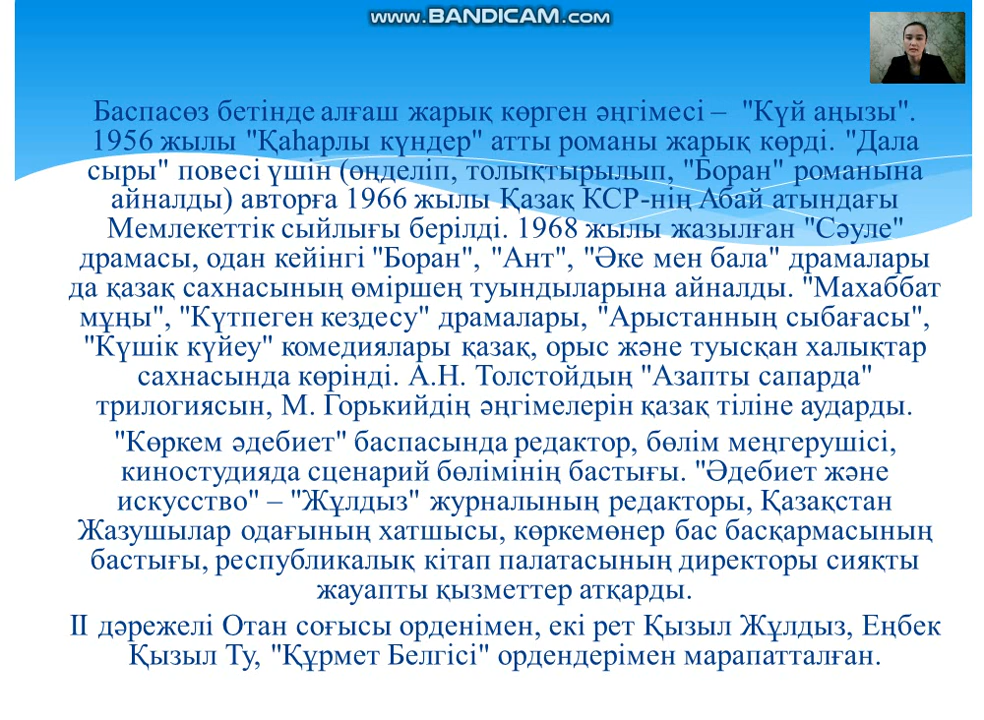 www.BANDICAM.com
Баспасөз бетінде алғаш жарық көрген әңгімесі – "Күй аңызы".
1956 жылы "Қаһарлы күндер" атты романы жарық көрді. "Дала
сыры" повесі үшін (өңделіп, толықтырылып, "Боран" романына
айналды) авторға 1966 жылы Қазақ КСР-нің Абай атындағы
Мемлекеттік сыйлығы берілді. 1968 жылы жазылған "Сәуле"
драмасы, одан кейінгі "Боран", "Ант", "Әке мен бала" драмалары
да қазақ сахнасының өміршең туындыларына айналды. "Махаббат
мұңы", "Күтпеген кездесу" драмалары, "Арыстанның сыбағасы",
"Күшік күйеу" комедиялары қазақ, орыс және туысқан халықтар
сахнасында көрінді. А.Н. Толстойдың "Азапты сапарда"
трилогиясын, М. Горькийдің әңгімелерін қазақ тіліне аударды.
"Көркем әдебиет" баспасында редактор, бөлім меңгерушісі,
киностудияда сценарий бөлімінің бастығы. "Әдебиет және
искусство" – "Жұлдыз" журналының редакторы, Қазақстан
Жазушылар одағының хатшысы, көркемөнер бас басқармасының
бастығы, республикалық кітап палатасының директоры сияқты
жауапты қызметтер атқарды.
ІІ дәрежелі Отан соғысы орденімен, екі рет Қызыл Жұлдыз, Еңбек
Қызыл Ту, "Құрмет Белгісі" ордендерімен марапатталған.